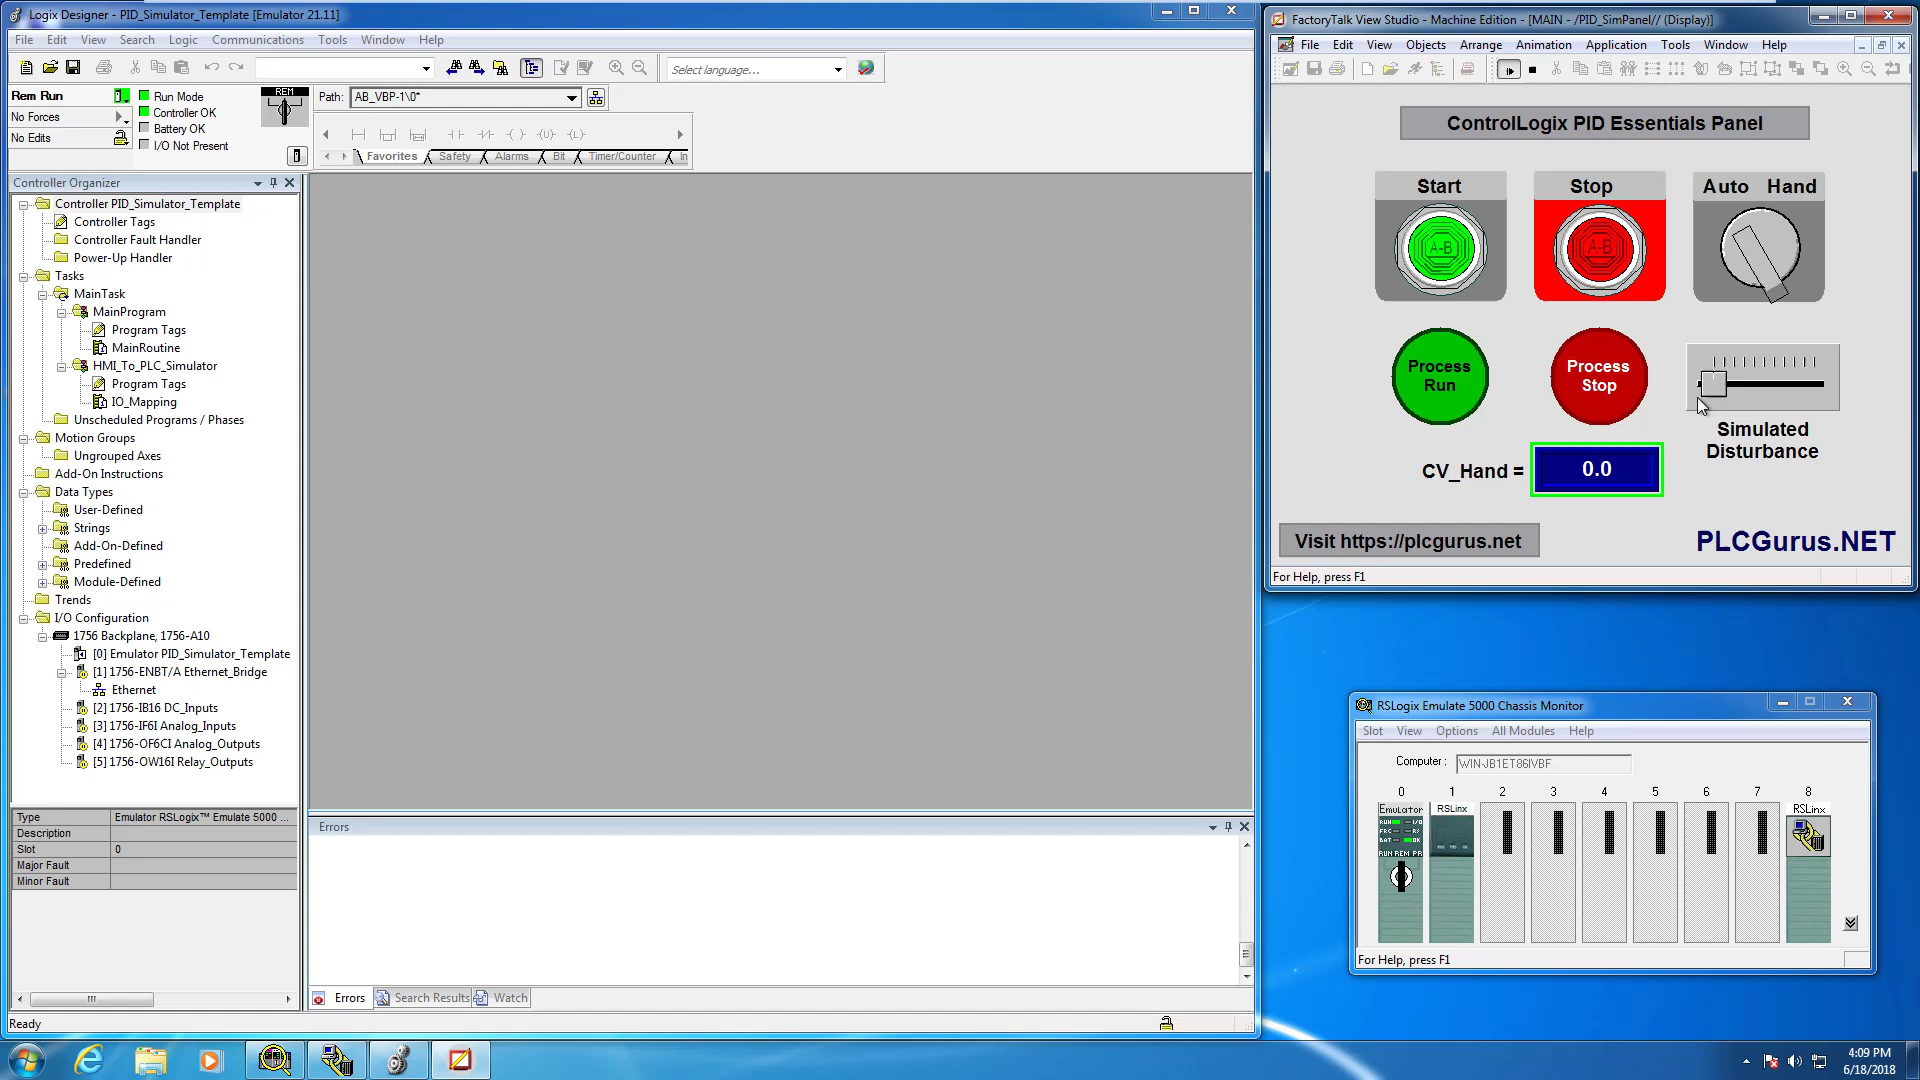 Logix Designer - PID_Simulator_Template [Emulator 21.11]
File Edit View Search Logic Communications Tools Window Help
Select language...
Rem Run
No Forces
No Edits
Run Mode
Controller OK
Battery OK
I/O Not Present
REM
Path: AB_VBP-1\0*
Favorites Safety Alarms Bit Timer/Counter In
Controller Organizer
Controller PID_Simulator_Template
Controller Tags
Controller Fault Handler
Power-Up Handler
Tasks
MainTask
MainProgram
Program Tags
MainRoutine
HMI_To_PLC_Simulator
Program Tags
IO_Mapping
Unscheduled Programs / Phases
Motion Groups
Ungrouped Axes
Add-On Instructions
Data Types
User-Defined
Strings
Add-On-Defined
Predefined
Module-Defined
Trends
I/O Configuration
1756 Backplane, 1756-A10
[0] Emulator PID_Simulator_Template
[1] 1756-ENBT/A Ethernet_Bridge
Ethernet
[2] 1756-IB16 DC_Inputs
[3] 1756-IF6I Analog_Inputs
[4] 1756-OF6CI Analog_Outputs
[5] 1756-OW16I Relay_Outputs
Type Emulator RSLogix™ Emulate 5000 ...
Description
Slot 0
Major Fault
Minor Fault
Errors
Errors Search Results Watch
Ready
FactoryTalk View Studio - Machine Edition - [MAIN - /PID_SimPanel// (Display)]
File Edit View Objects Arrange Animation Application Tools Window Help
ControlLogix PID Essentials Panel
Start Stop Auto Hand
A-B A-B
Process Run
Process Stop
Simulated
Disturbance
CV_Hand = 0.0
Visit https://plcgurus.net
PLCGurus.NET
For Help, press F1
RSLogix Emulate 5000 Chassis Monitor
Slot View Options All Modules Help
Computer : WIN-JB1ET86IVBF
0 1 2 3 4 5 6 7 8
Emulator RSLinx RSLinx
RUN I/O
FRC RS
BAT OK
RUN REM PR
For Help, press F1
4:09 PM
6/18/2018